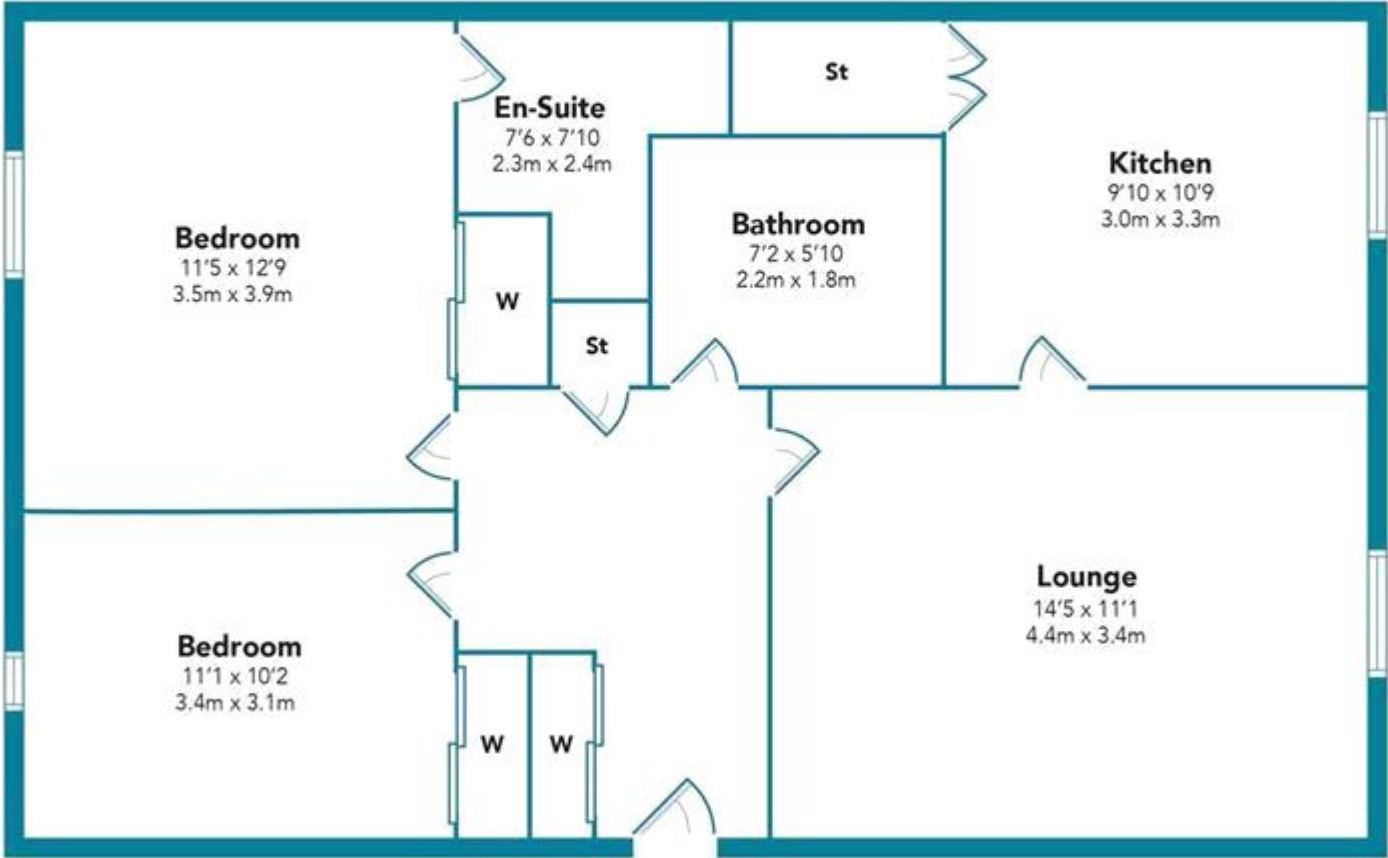 St
En-Suite
7'6 x 7'10
2.3m x 2.4m
Kitchen
9'10 x 10'9
3.0m x 3.3m
Bathroom
7'2 x 5'10
2.2m x 1.8m
Bedroom
11'5 x 12'9
3.5m x 3.9m
W
St
Lounge
14'5 x 11'1
4.4m x 3.4m
Bedroom
11'1 x 10'2
3.4m x 3.1m
W
W